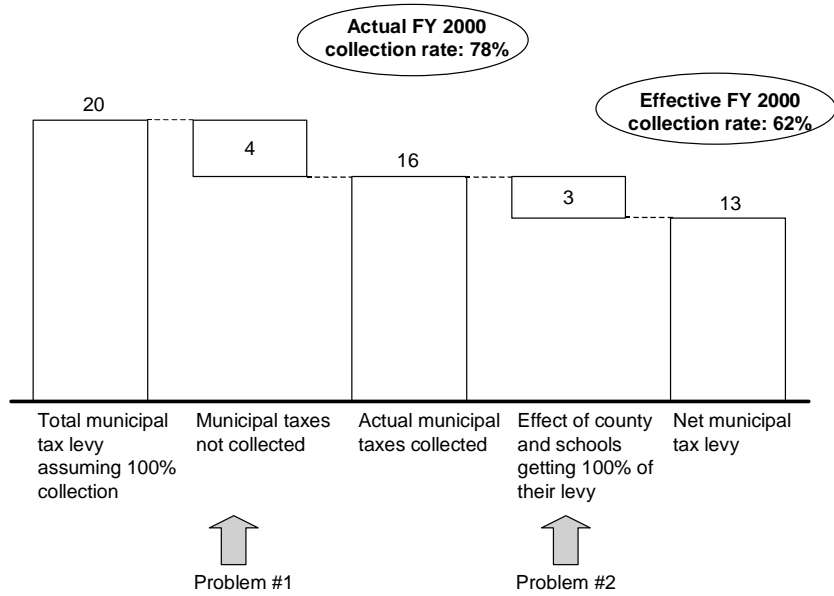 Actual FY 2000
collection rate: 78%
Effective FY 2000
collection rate: 62%
20
4
16
3
13
Total municipal
tax levy
assuming 100%
collection
Municipal taxes
not collected
Actual municipal
taxes collected
Effect of county
and schools
getting 100% of
their levy
Net municipal
tax levy
Problem #1
Problem #2